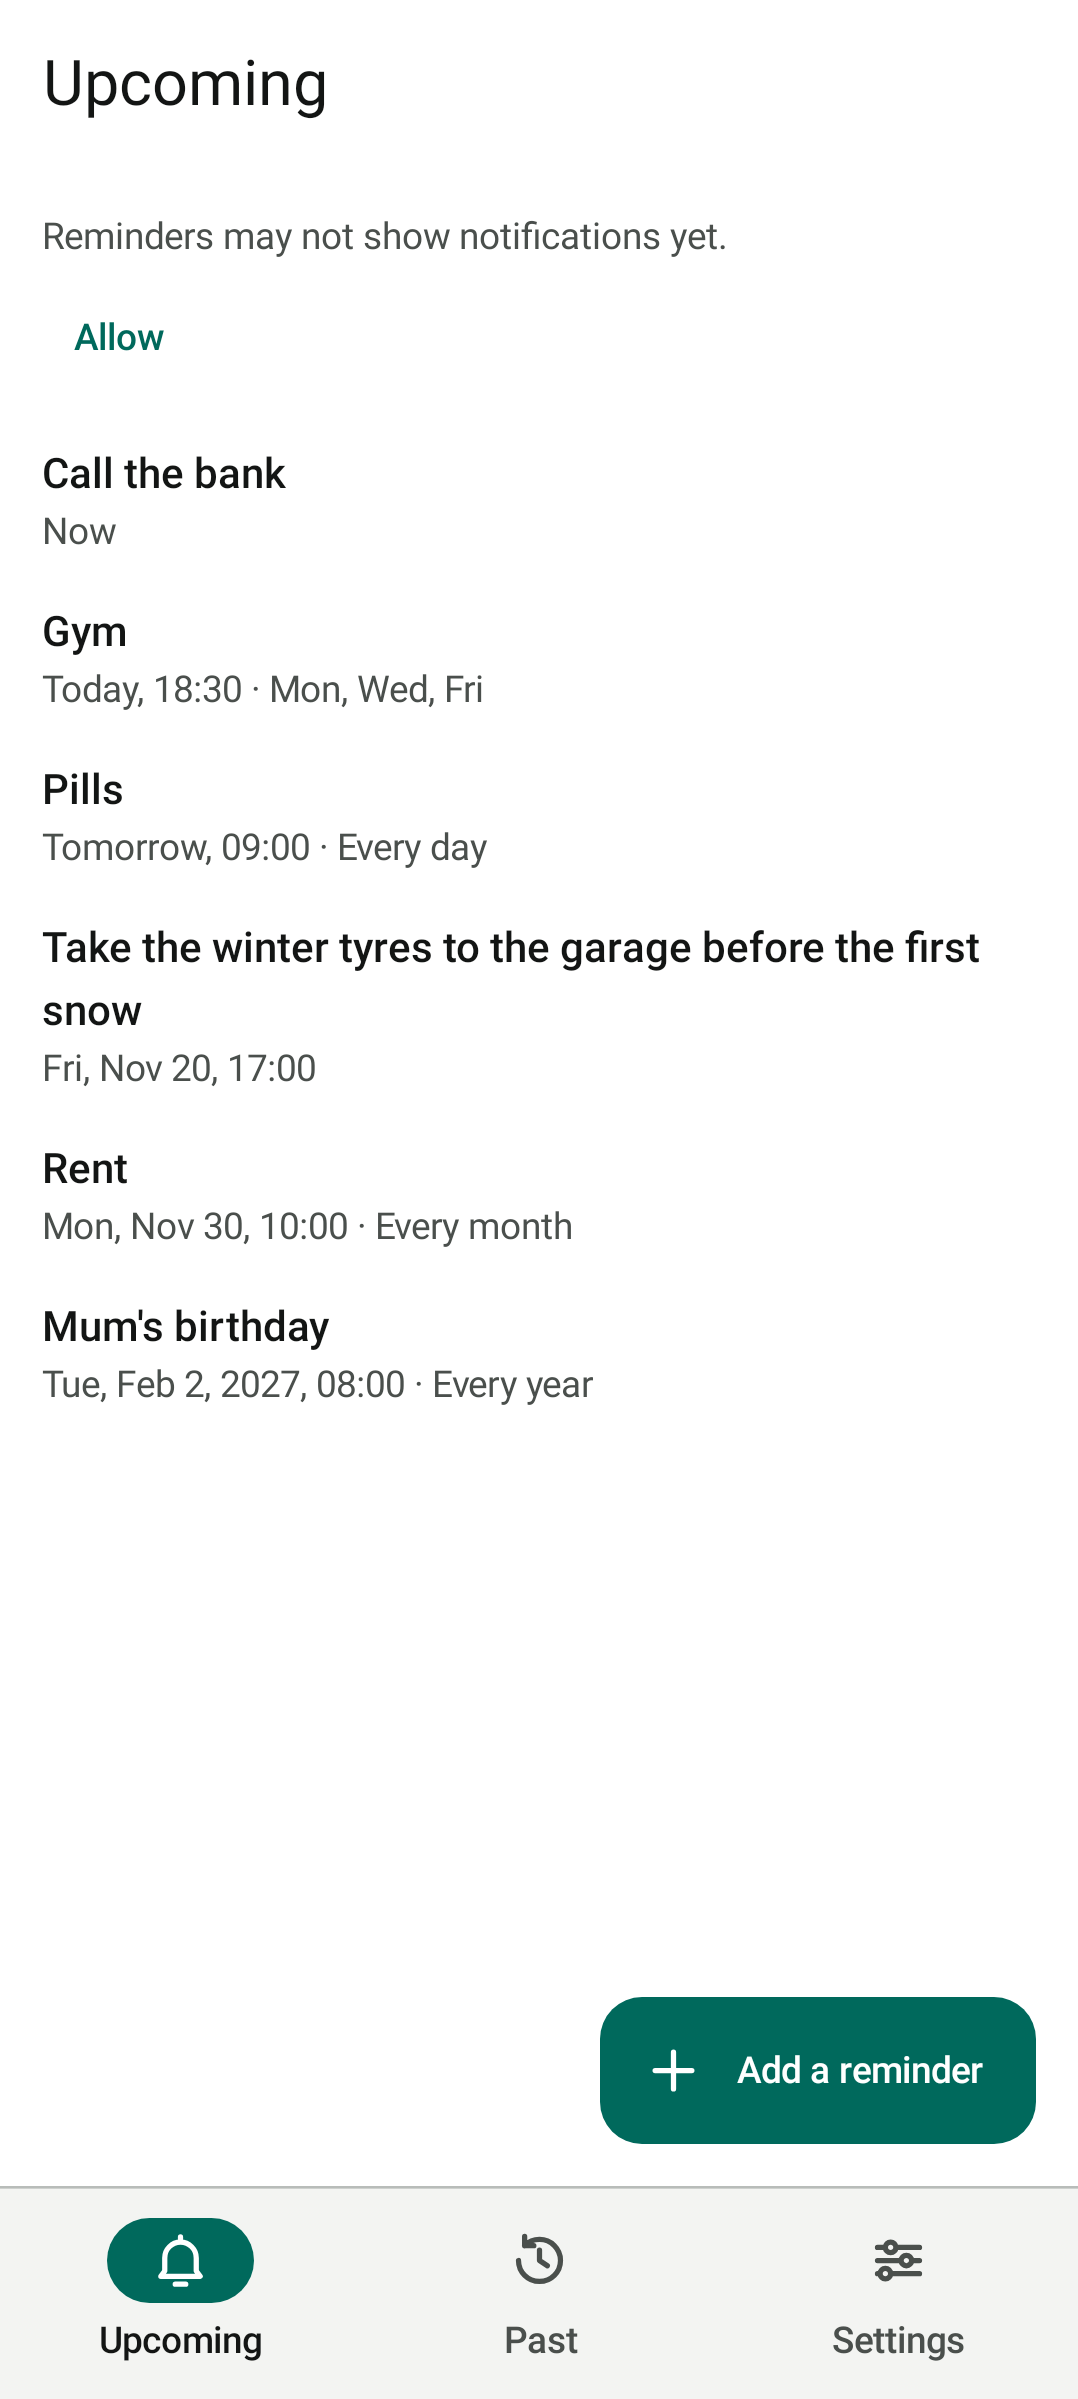 Upcoming
Reminders may not show notifications yet.
Allow
Call the bank
Now
Gym
Today, 18:30 · Mon, Wed, Fri
Pills
Tomorrow, 09:00 · Every day
Take the winter tyres to the garage before the first
snow
Fri, Nov 20, 17:00
Rent
Mon, Nov 30, 10:00 · Every month
Mum's birthday
Tue, Feb 2, 2027, 08:00 · Every year
Add a reminder
Upcoming
Past
Settings